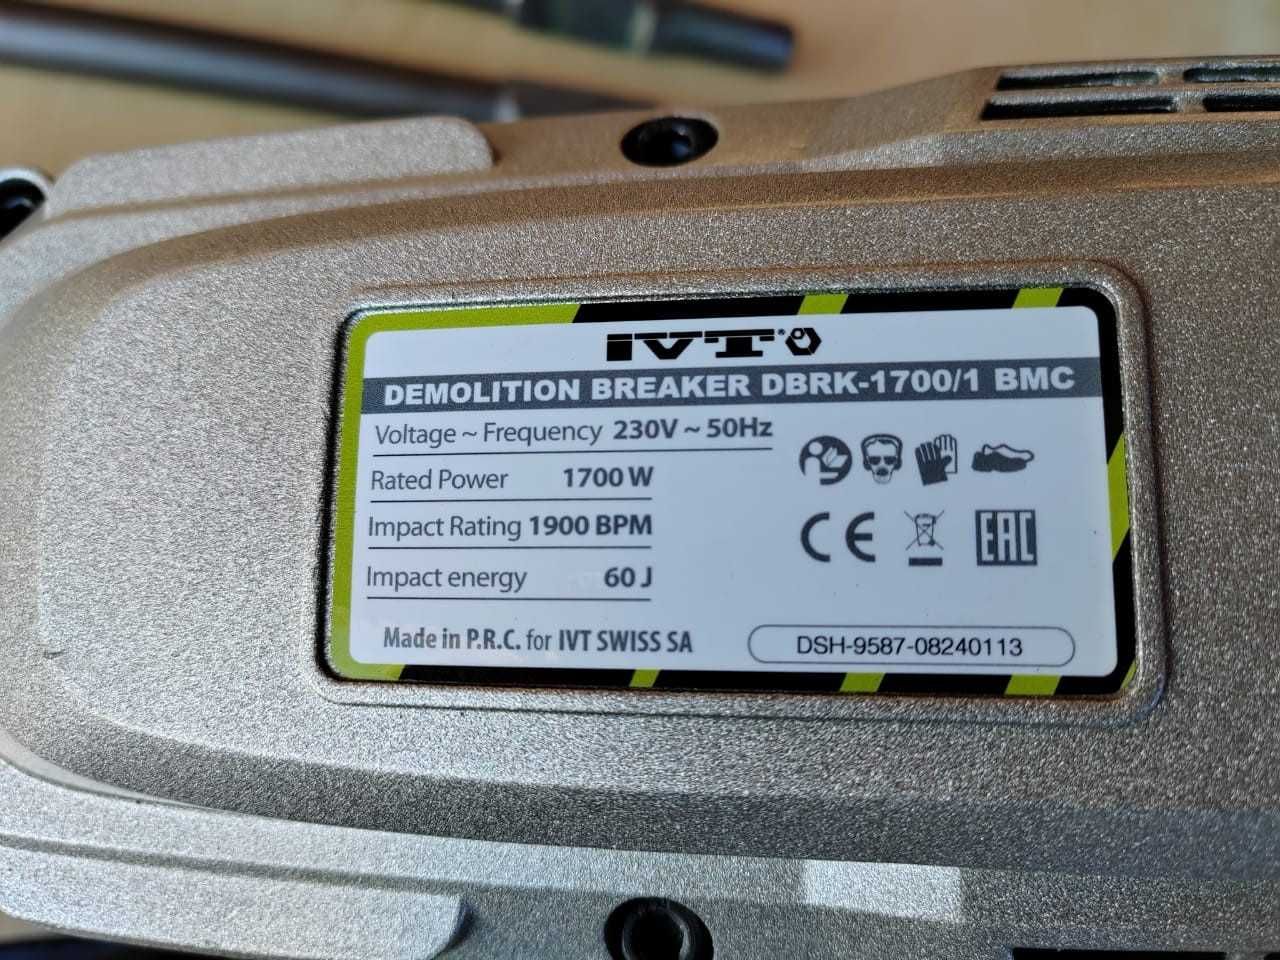 IVT®
DEMOLITION BREAKER DBRK-1700/1 BMC
Voltage ~ Frequency 230V ~ 50Hz
Rated Power 1700 W
Impact Rating 1900 BPM
Impact energy 60 J
CE EAC
Made in P.R.C. for IVT SWISS SA
DSH-9587-08240113